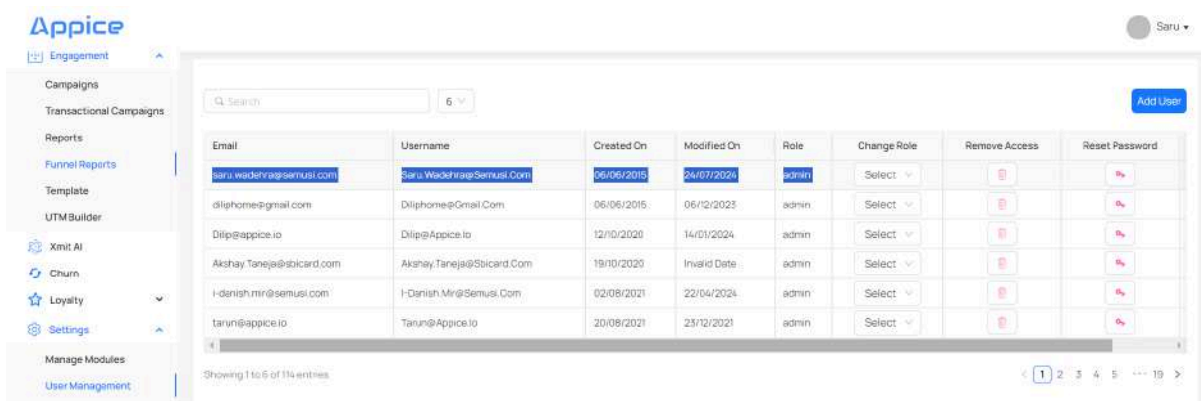 Appice
Saru
Engagement
Campaigns
Transactional Campaigns
Reports
Funnel Reports
Template
UTM Builder
Xmit AI
Churn
Loyalty
Settings
Manage Modules
User Management
Search 6 Add User
Email Username Created On Modified On Role Change Role Remove Access Reset Password
saru.wadehra@semusi.com Saru.Wadehra@Semusi.Com 06/06/2015 24/07/2024 admin Select
diliphome@gmail.com Diliphome@Gmail.Com 06/06/2015 06/12/2023 admin Select
Dilip@appice.io Dilip@Appice.Io 12/10/2020 14/01/2024 admin Select
Akshay.Taneja@sbicard.com Akshay.Taneja@Sbicard.Com 19/10/2020 Invalid Date admin Select
i-danish.mir@semusi.com I-Danish.Mir@Semusi.Com 02/08/2021 22/04/2024 admin Select
tarun@appice.io Tarun@Appice.Io 20/08/2021 23/12/2021 admin Select
Showing 1 to 6 of 114 entries
< 1 2 3 4 5 ••• 19 >